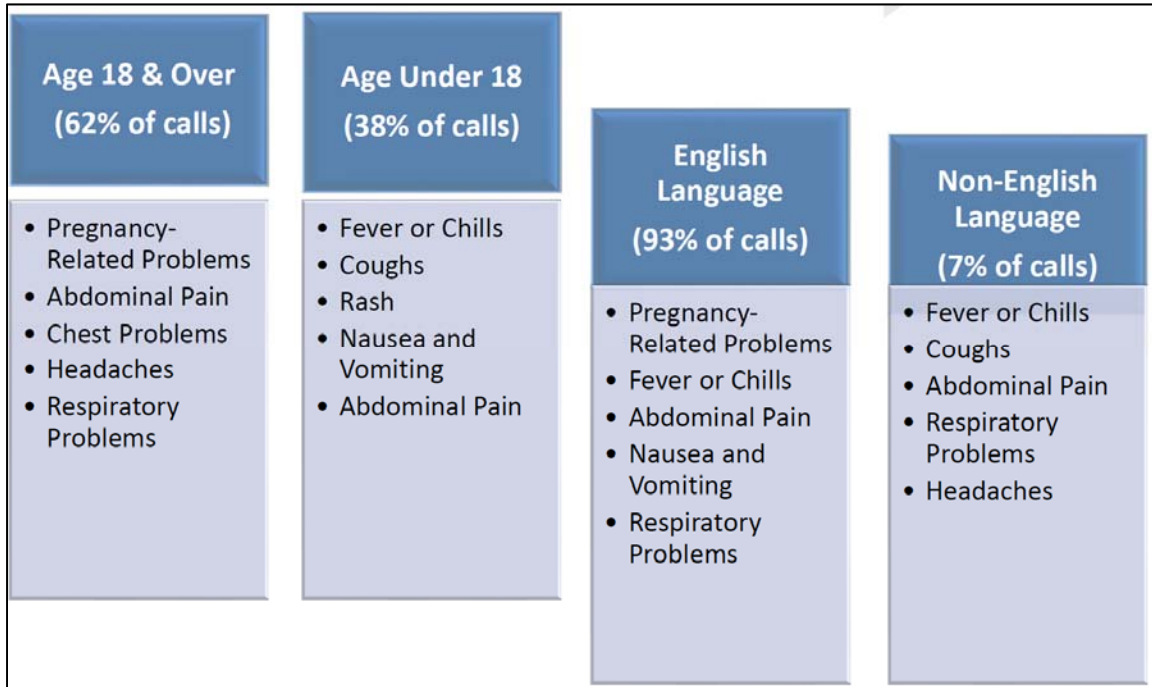 Age 18 & Over
(62% of calls)
• Pregnancy-
Related Problems
• Abdominal Pain
• Chest Problems
• Headaches
• Respiratory
Problems
Age Under 18
(38% of calls)
• Fever or Chills
• Coughs
• Rash
• Nausea and
Vomiting
• Abdominal Pain
English
Language
(93% of calls)
• Pregnancy-
Related Problems
• Fever or Chills
• Abdominal Pain
• Nausea and
Vomiting
• Respiratory
Problems
Non-English
Language
(7% of calls)
• Fever or Chills
• Coughs
• Abdominal Pain
• Respiratory
Problems
• Headaches